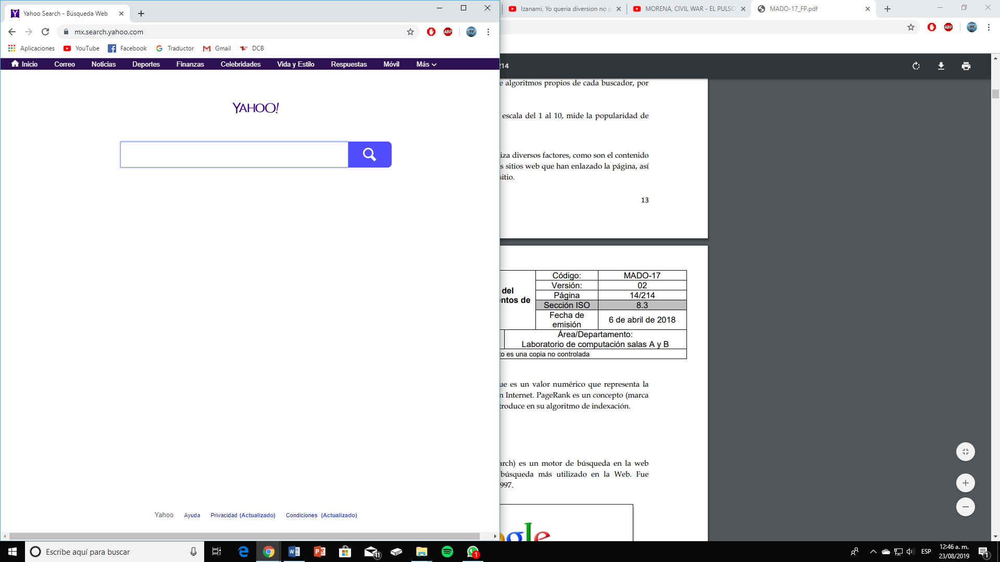 Yahoo Search - Búsqueda Web
mx.search.yahoo.com
Aplicaciones YouTube Facebook Traductor Gmail DCB
Inicio Correo Noticias Deportes Finanzas Celebridades Vida y Estilo Respuestas Móvil Más
YAHOO!
Yahoo Ayuda Privacidad (Actualizado) Condiciones (Actualizado)
Izanami, Yo queria diversion no p
MORENA, CIVIL WAR - EL PULSO
MADO-17_FP.pdf
214
e algoritmos propios de cada buscador, por
escala del 1 al 10, mide la popularidad de
iza diversos factores, como son el contenido
s sitios web que han enlazado la página, así
sitio.
13
del
entos de
Código: MADO-17
Versión: 02
Página 14/214
Sección ISO 8.3
Fecha de
emisión
6 de abril de 2018
Área/Departamento:
Laboratorio de computación salas A y B
to es una copia no controlada
ue es un valor numérico que representa la
n Internet. PageRank es un concepto (marca
troduce en su algoritmo de indexación.
arch) es un motor de búsqueda en la web
búsqueda más utilizado en la Web. Fue
997.
ogle
ABP
ABP
Escribe aquí para buscar
11
1
ESP
12:46 a. m.
23/08/2019
1